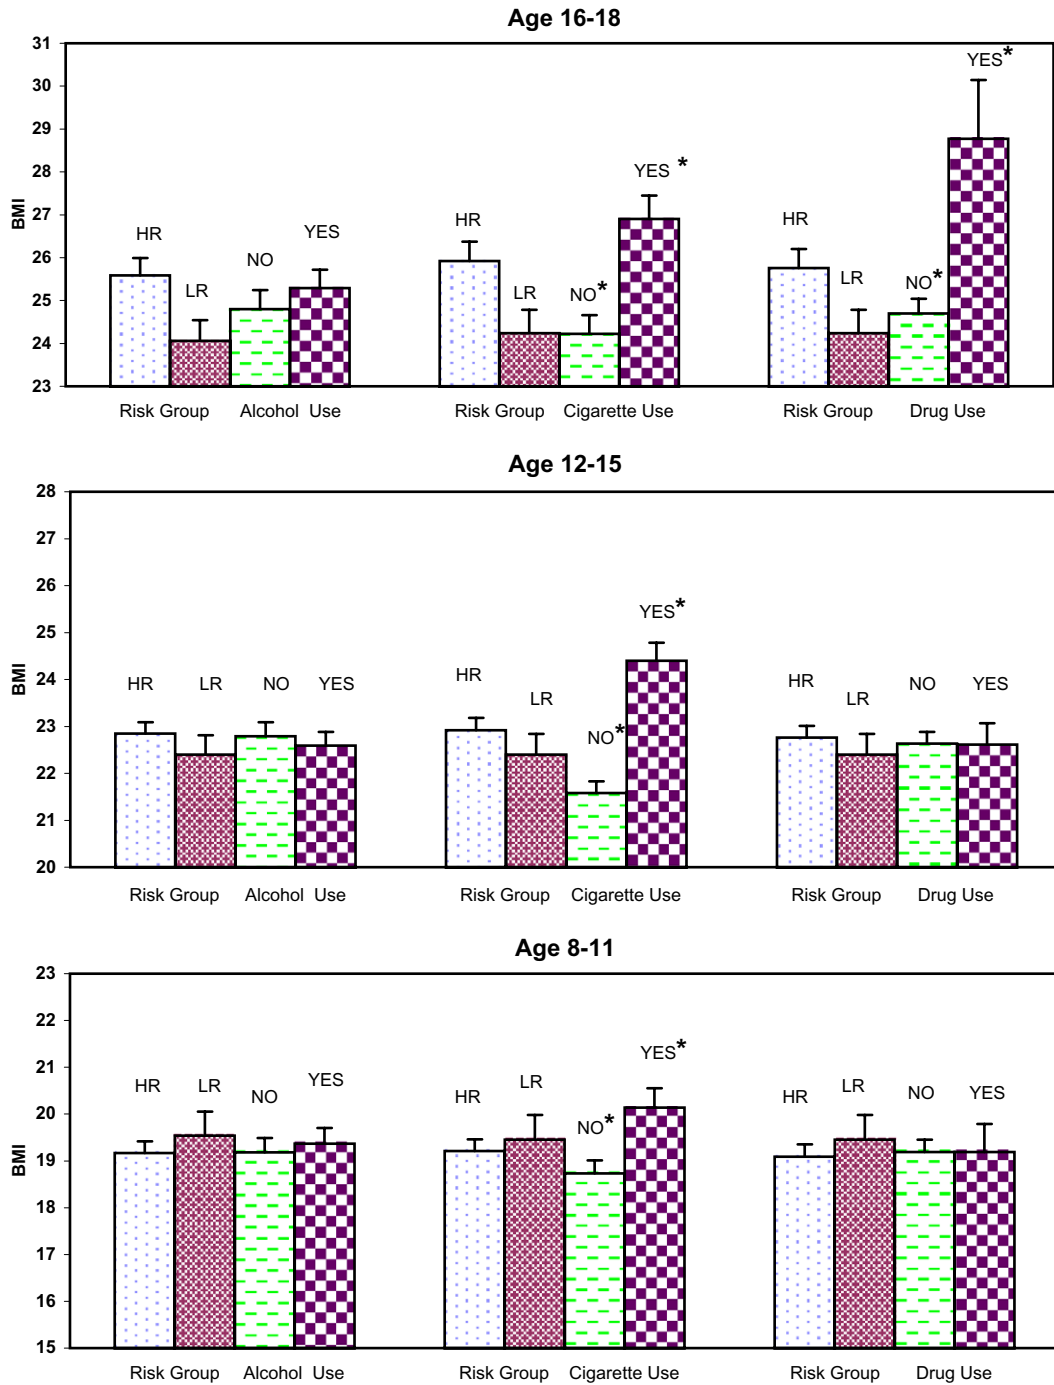 Age 16-18
31
30
29
28
27
26
25
24
23
BMI
HR
LR
NO
YES
HR
LR
NO*
YES *
HR
LR
NO*
YES*
Risk Group Alcohol Use Risk Group Cigarette Use Risk Group Drug Use
Age 12-15
28
27
26
25
24
23
22
21
20
BMI
HR
LR
NO
YES
HR
LR
NO*
YES*
HR
LR
NO
YES
Risk Group Alcohol Use Risk Group Cigarette Use Risk Group Drug Use
Age 8-11
23
22
21
20
19
18
17
16
15
BMI
HR
LR
NO
YES
HR
LR
NO*
YES*
HR
LR
NO
YES
Risk Group Alcohol Use Risk Group Cigarette Use Risk Group Drug Use